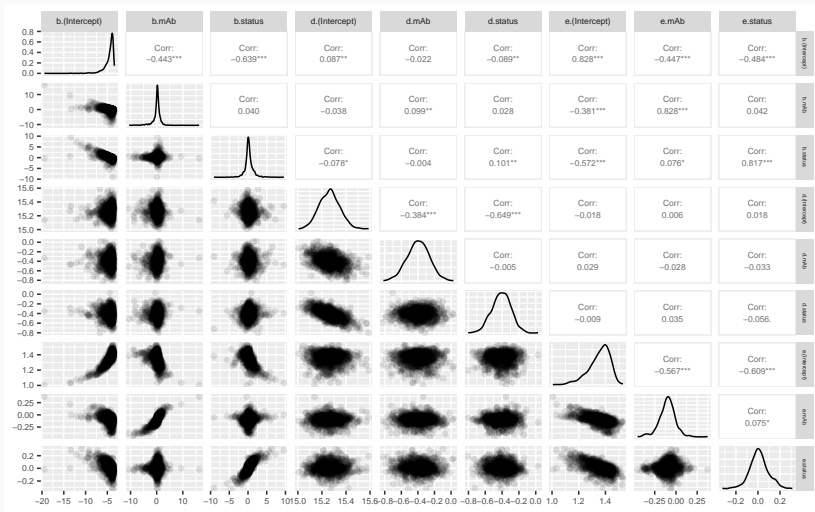 b.(Intercept) b.mAb b.status d.(Intercept) d.mAb d.status e.(Intercept) e.mAb e.status
0.8
0.6
0.4
0.2
0.0
Corr: Corr: Corr: Corr: Corr: Corr: Corr: Corr:
−0.443*** −0.639*** 0.087** −0.022 −0.089** 0.828*** −0.447*** −0.484***
b.(Intercept)
10
0
−10
Corr: Corr: Corr: Corr: Corr: Corr: Corr:
0.040 −0.038 0.099** 0.028 −0.381*** 0.828*** 0.042
b.mAb
10
5
0
−5
−10
Corr: Corr: Corr: Corr: Corr: Corr:
−0.078* −0.004 0.101** −0.572*** 0.076* 0.817***
b.status
15.6
15.4
15.2
15.0
Corr: Corr: Corr: Corr: Corr:
−0.384*** −0.649*** −0.018 0.006 0.018
d.(Intercept)
0.0
−0.2
−0.4
−0.6
−0.8
Corr: Corr: Corr: Corr:
−0.005 0.029 −0.028 −0.033
d.mAb
0.0
−0.2
−0.4
−0.6
−0.8
Corr: Corr: Corr:
−0.009 0.035 −0.056.
d.status
1.4
1.2
1.0
Corr: Corr:
−0.567*** −0.609***
e.(Intercept)
0.25
0.00
−0.25
Corr:
0.075*
e.mAb
0.2
0.0
−0.2
e.status
−20 −15 −10 −5 −10 0 10 −10 −5 0 5 10 15.0 15.2 15.4 15.6 −0.8 −0.6 −0.4 −0.2 0.0 −0.8 −0.6 −0.4 −0.2 0.0 1.0 1.2 1.4 −0.25 0.00 0.25 −0.2 0.0 0.2